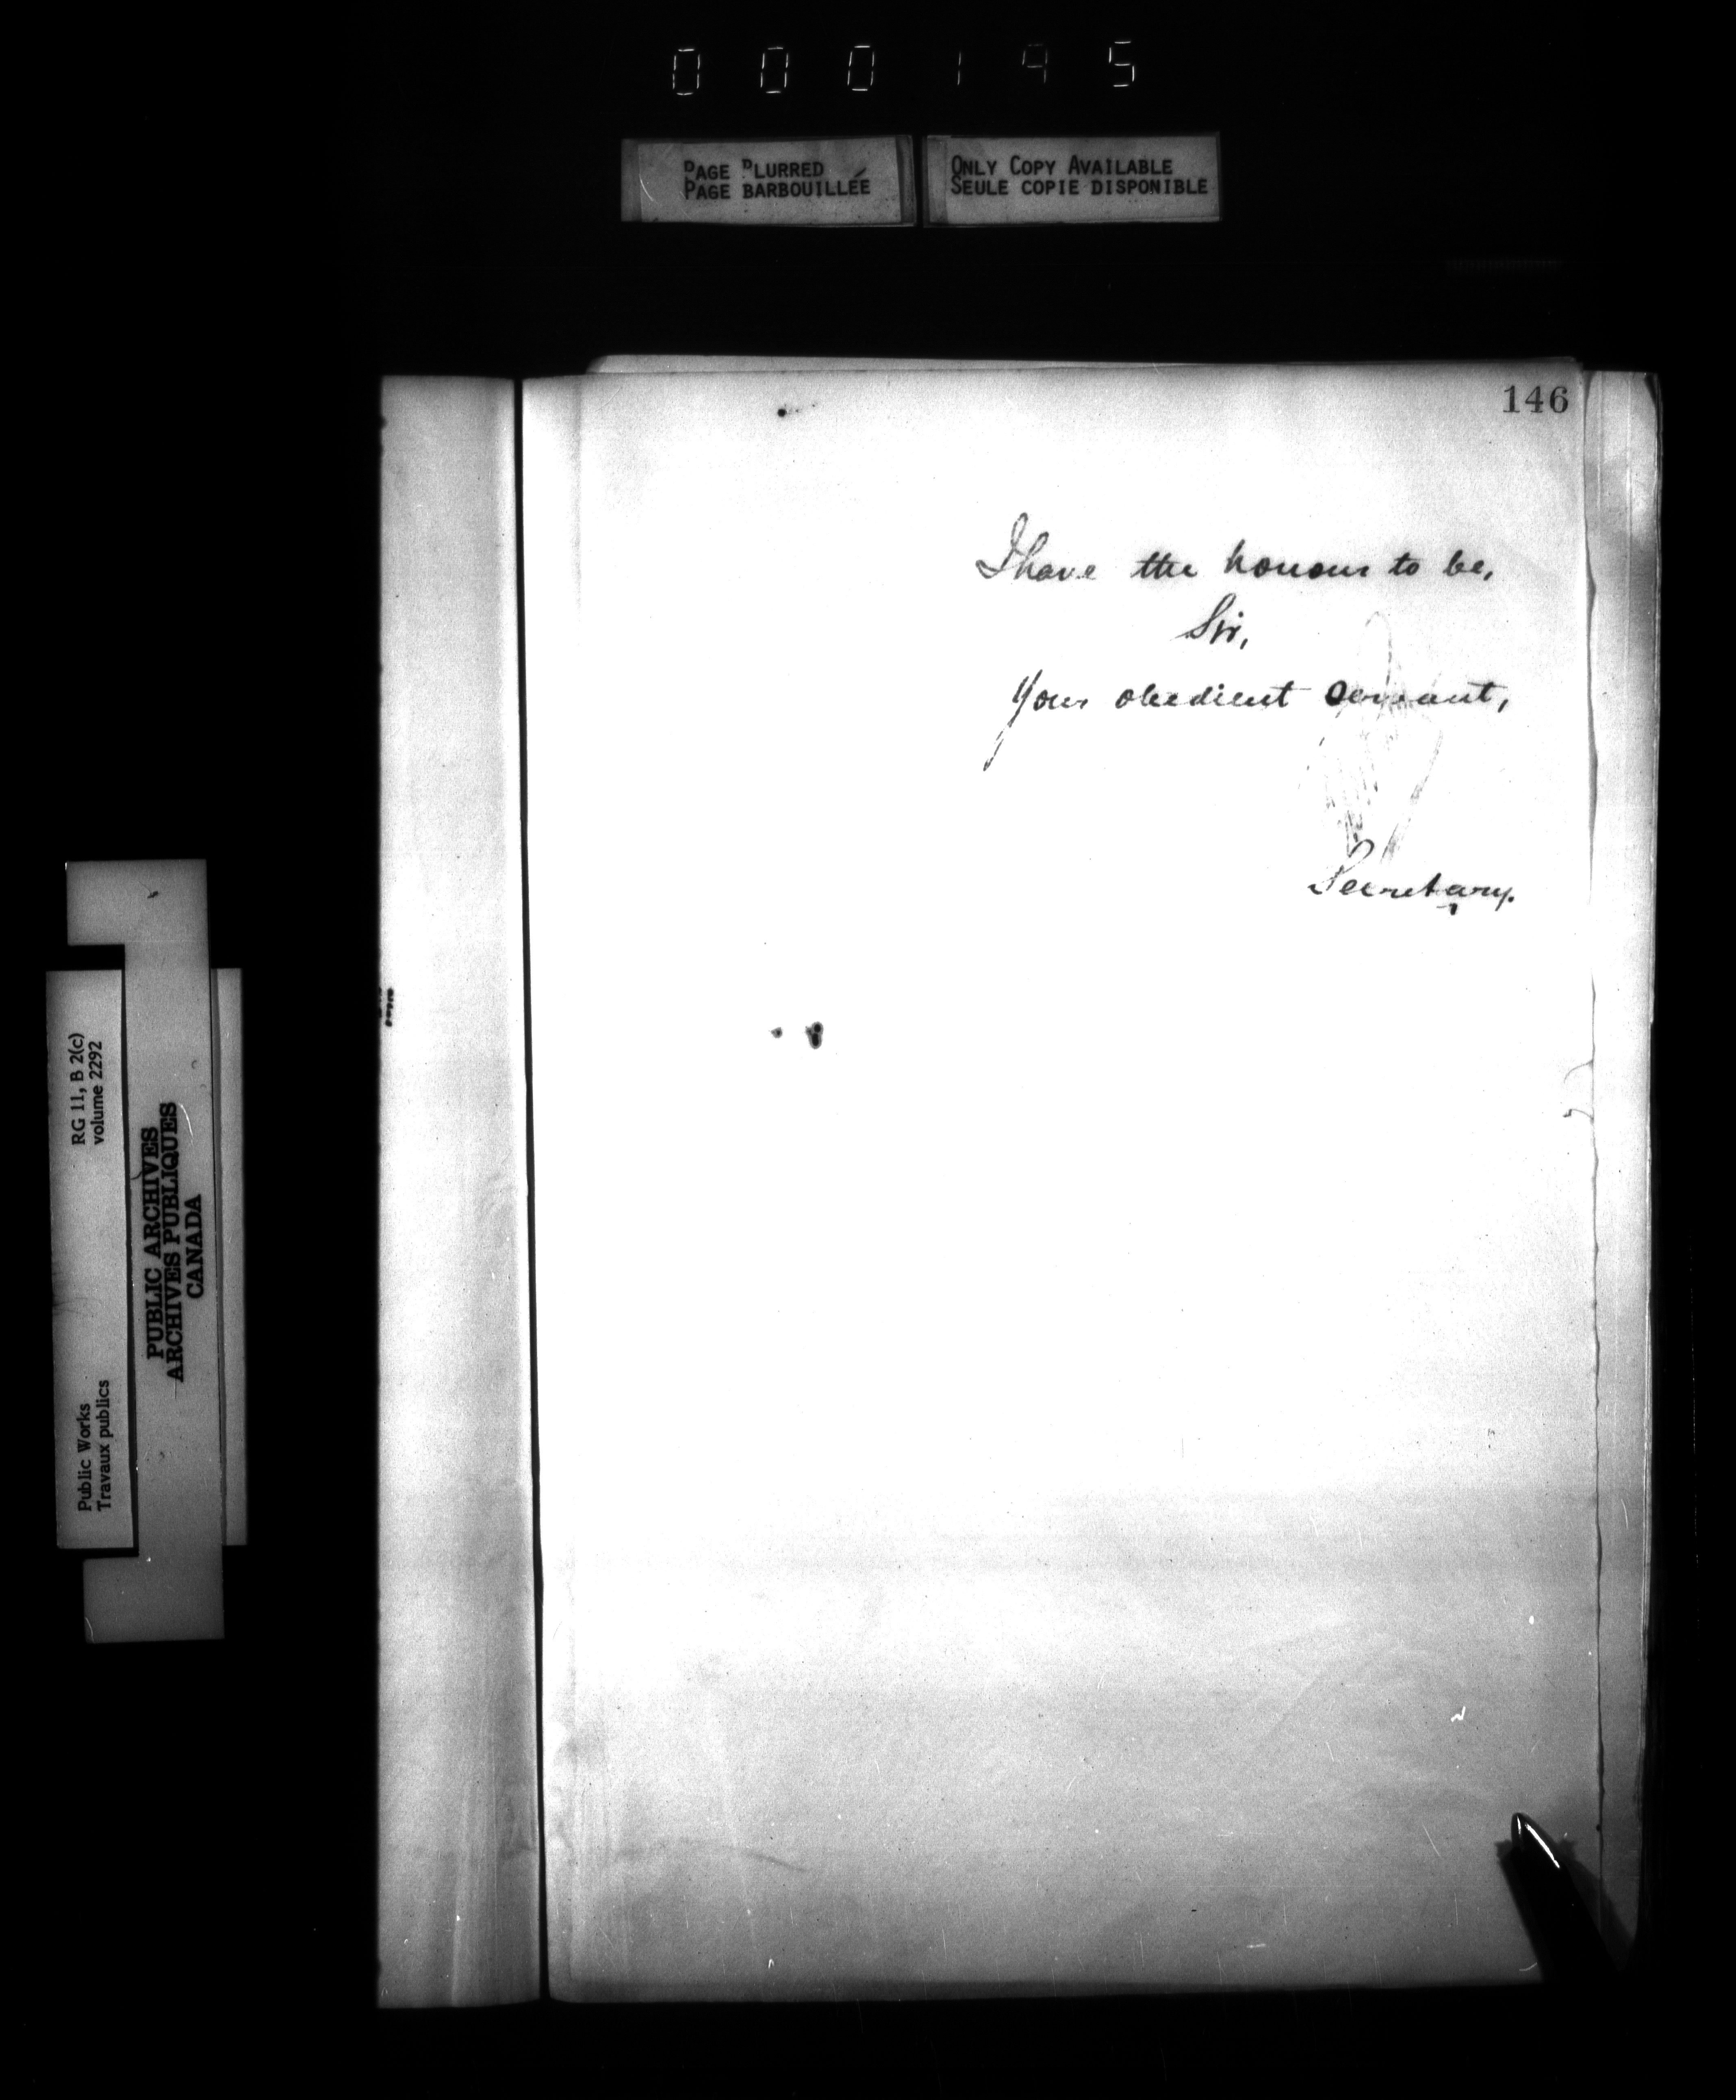 000195
PAGE BLURRED
PAGE BARBOUILLÉE
ONLY COPY AVAILABLE
SEULE COPIE DISPONIBLE
146
I have the honour to be,
Sir,
Your obedient servant,
Secretary.
RG 11, B 2(c)
volume 2292
Public Works
Travaux publics
PUBLIC ARCHIVES
ARCHIVES PUBLIQUES
CANADA